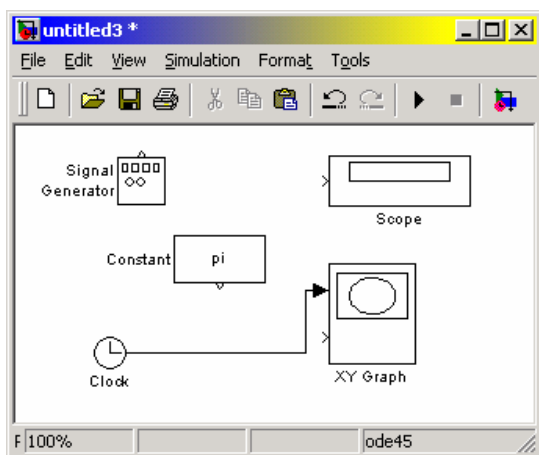 untitled3 *
File Edit View Simulation Format Tools
Signal
Generator
Scope
Constant
pi
Clock
XY Graph
F 100% ode45